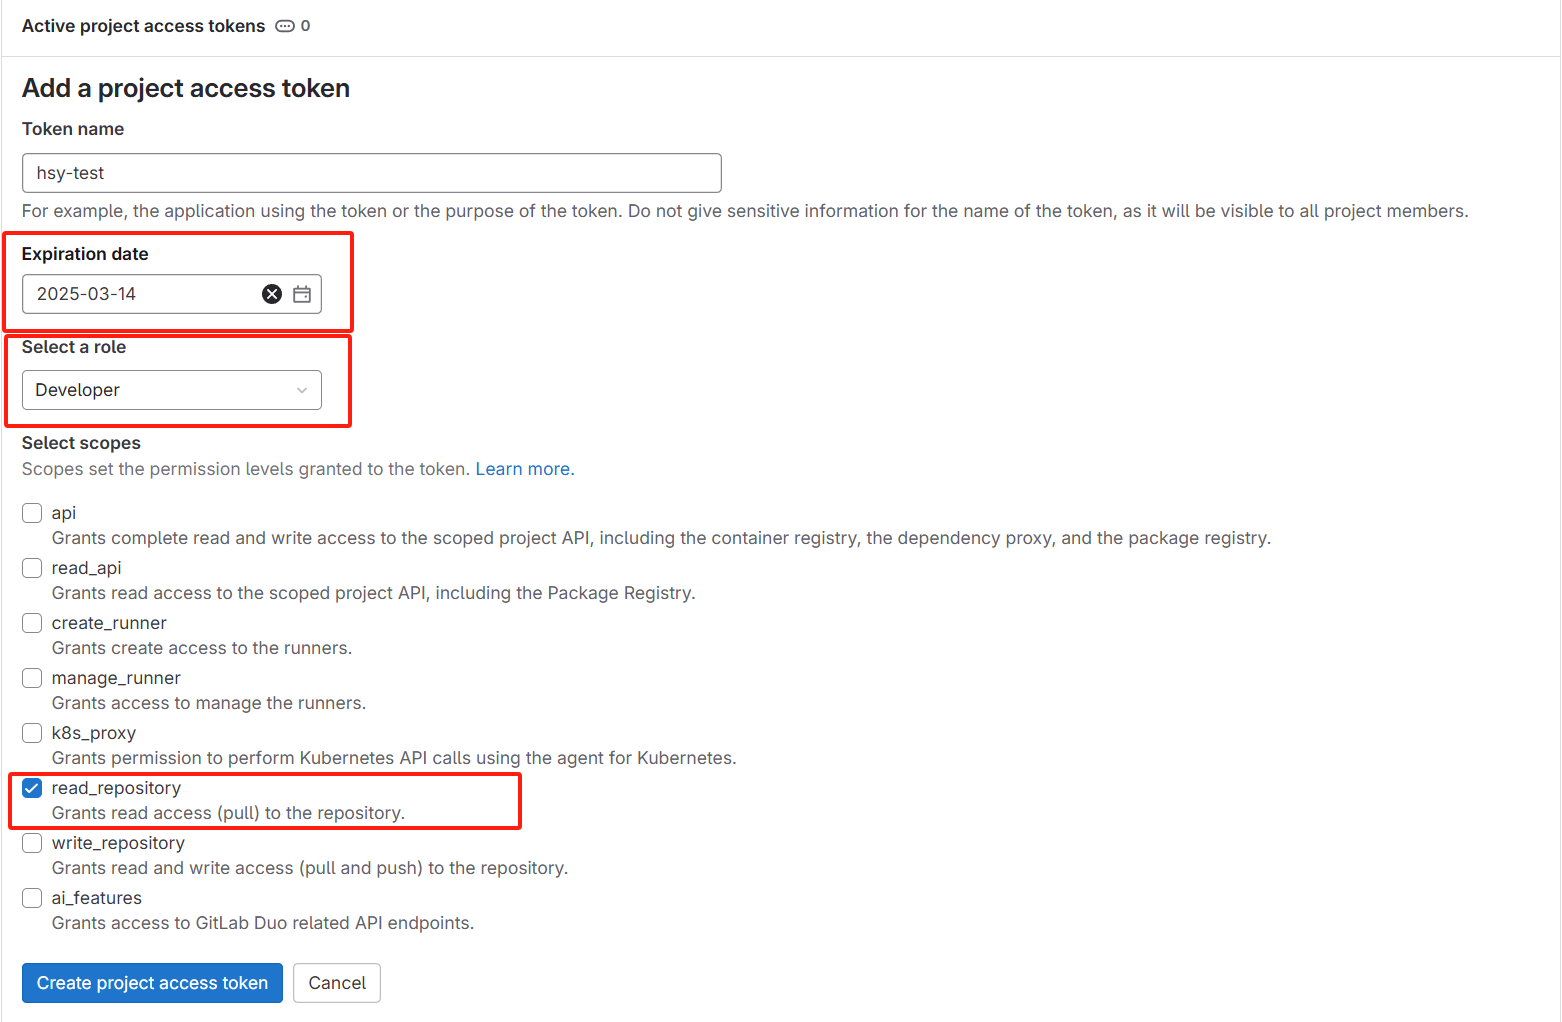 Active project access tokens 0
Add a project access token
Token name
hsy-test
For example, the application using the token or the purpose of the token. Do not give sensitive information for the name of the token, as it will be visible to all project members.
Expiration date
2025-03-14
Select a role
Developer
Select scopes
Scopes set the permission levels granted to the token. Learn more.
api
Grants complete read and write access to the scoped project API, including the container registry, the dependency proxy, and the package registry.
read_api
Grants read access to the scoped project API, including the Package Registry.
create_runner
Grants create access to the runners.
manage_runner
Grants access to manage the runners.
k8s_proxy
Grants permission to perform Kubernetes API calls using the agent for Kubernetes.
read_repository
Grants read access (pull) to the repository.
write_repository
Grants read and write access (pull and push) to the repository.
ai_features
Grants access to GitLab Duo related API endpoints.
Create project access token Cancel